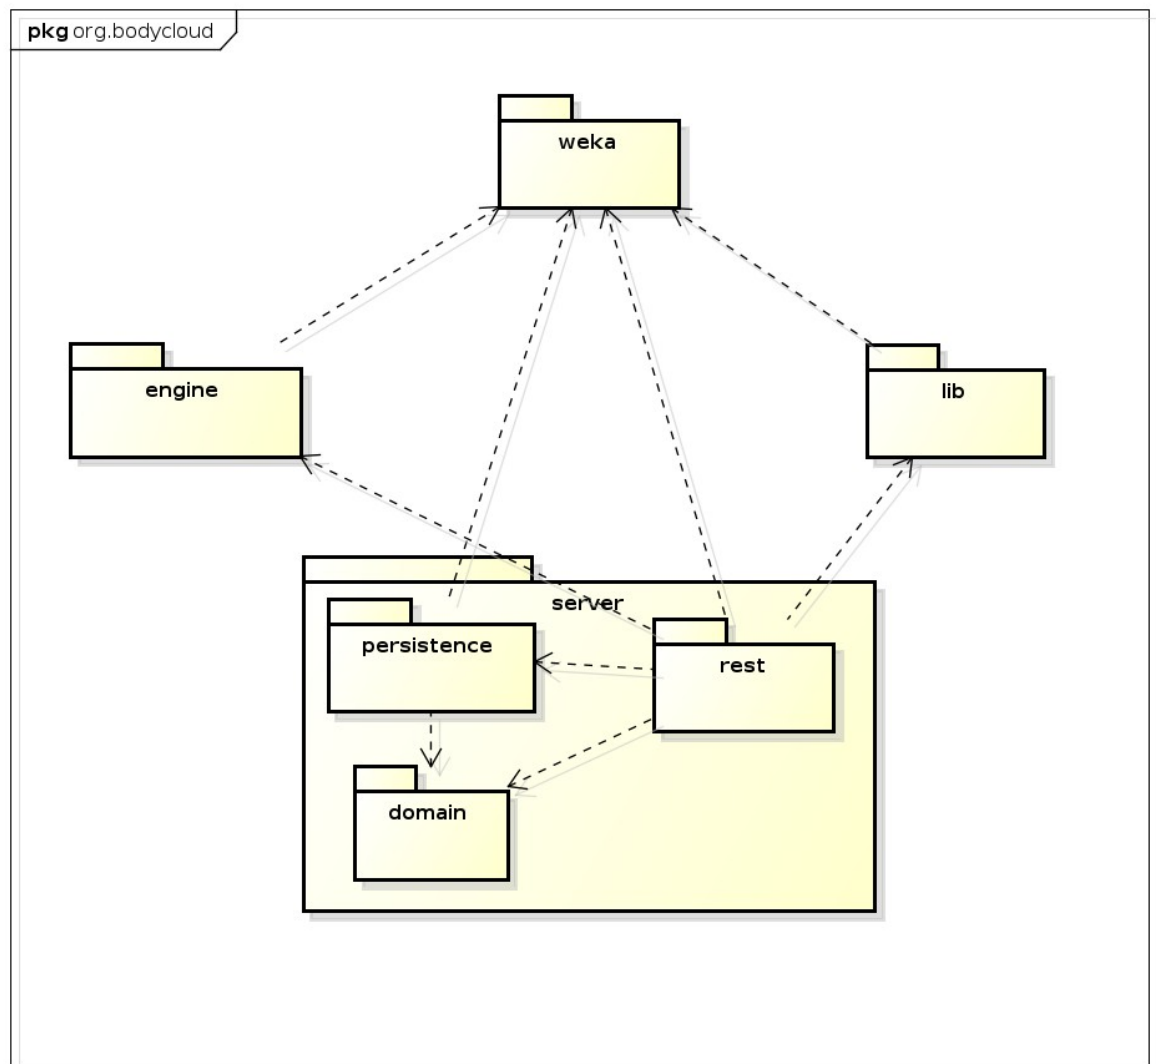 pkg org.bodycloud
weka
engine
lib
server
persistence
rest
domain